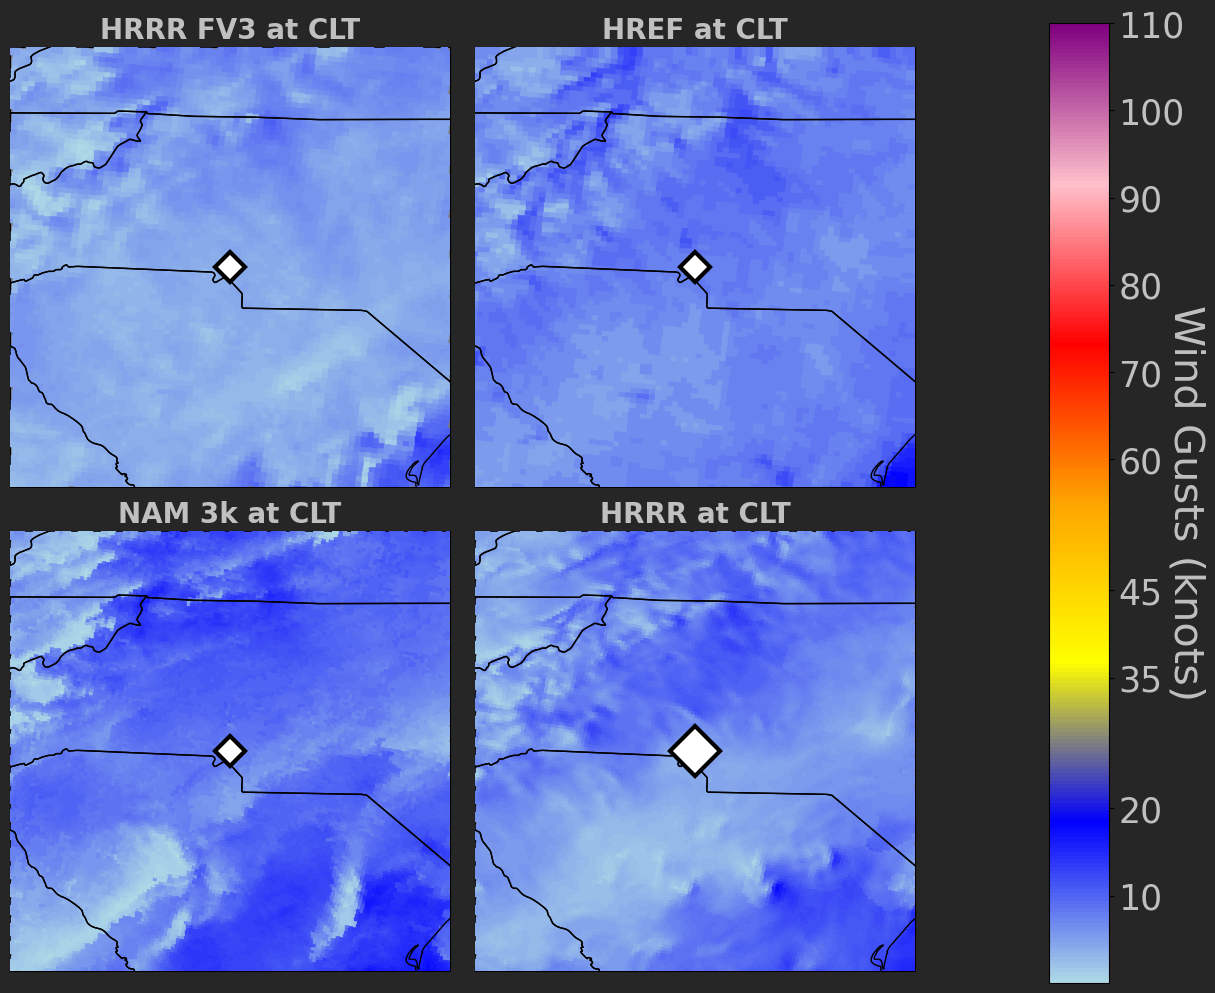 HRRR FV3 at CLT
HREF at CLT
NAM 3k at CLT
HRRR at CLT
110
100
90
80
70
60
45
35
20
10
Wind Gusts (knots)